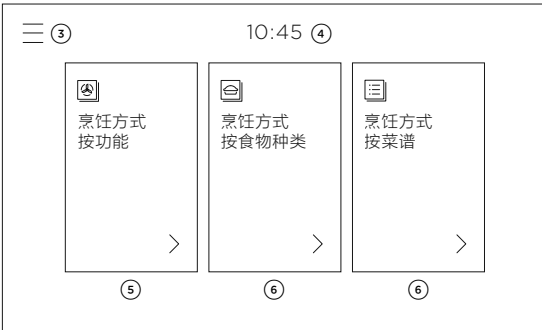 ③ 10:45 ④
烹饪方式
按功能
烹饪方式
按食物种类
烹饪方式
按菜谱
⑤ ⑥ ⑥